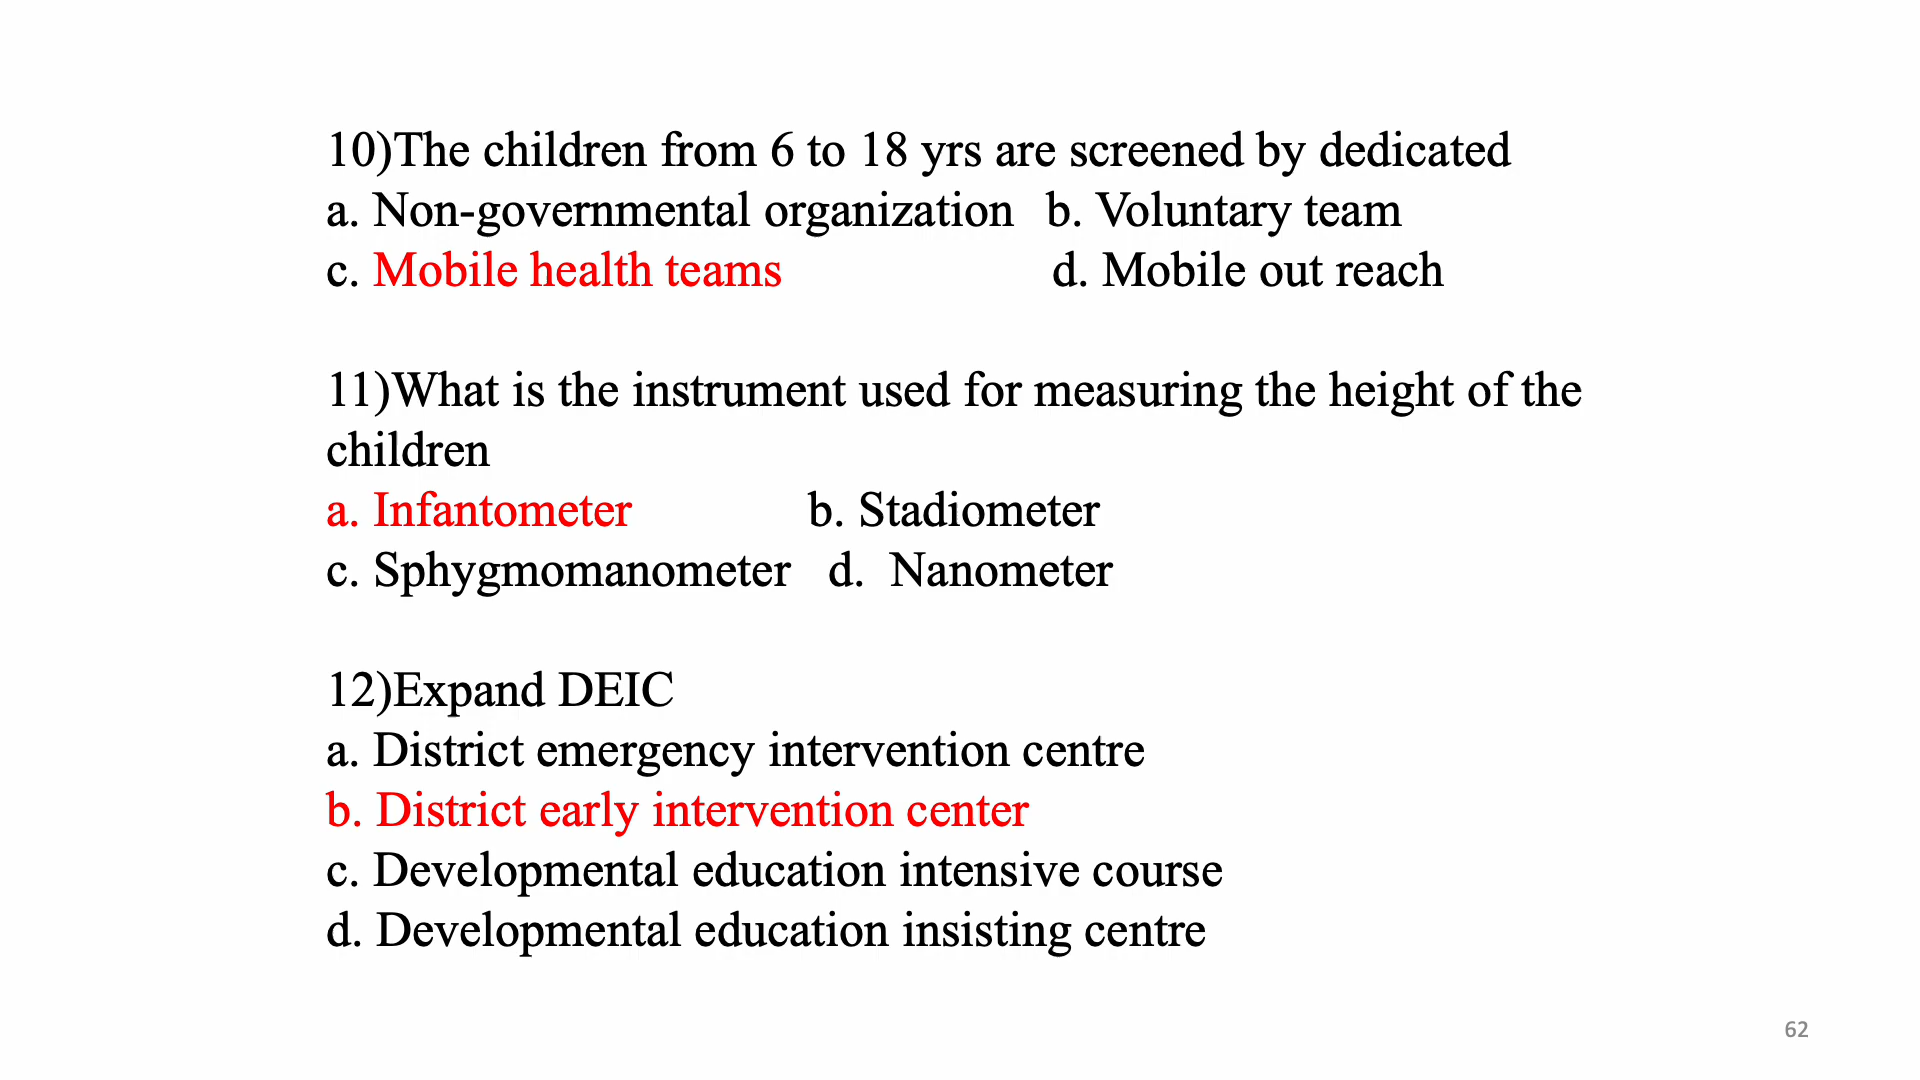 10)The children from 6 to 18 yrs are screened by dedicated
a. Non-governmental organization b. Voluntary team
c. Mobile health teams d. Mobile out reach
11)What is the instrument used for measuring the height of the
children
a. Infantometer b. Stadiometer
c. Sphygmomanometer d. Nanometer
12)Expand DEIC
a. District emergency intervention centre
b. District early intervention center
c. Developmental education intensive course
d. Developmental education insisting centre
62